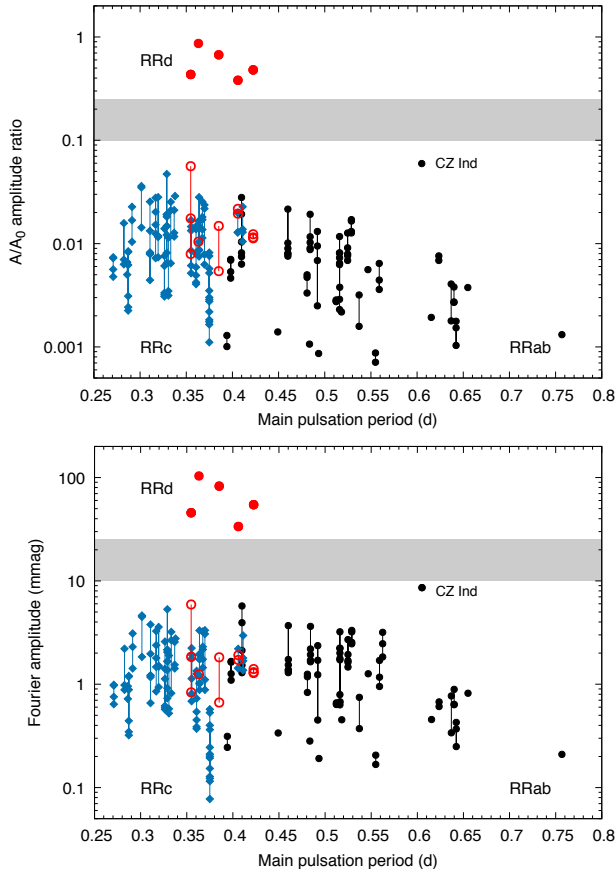 A/A0 amplitude ratio
1
0.1
0.01
0.001
RRd
CZ Ind
RRc
RRab
0.25 0.3 0.35 0.4 0.45 0.5 0.55 0.6 0.65 0.7 0.75 0.8
Main pulsation period (d)
Fourier amplitude (mmag)
100
10
1
0.1
RRd
CZ Ind
RRc
RRab
0.25 0.3 0.35 0.4 0.45 0.5 0.55 0.6 0.65 0.7 0.75 0.8
Main pulsation period (d)